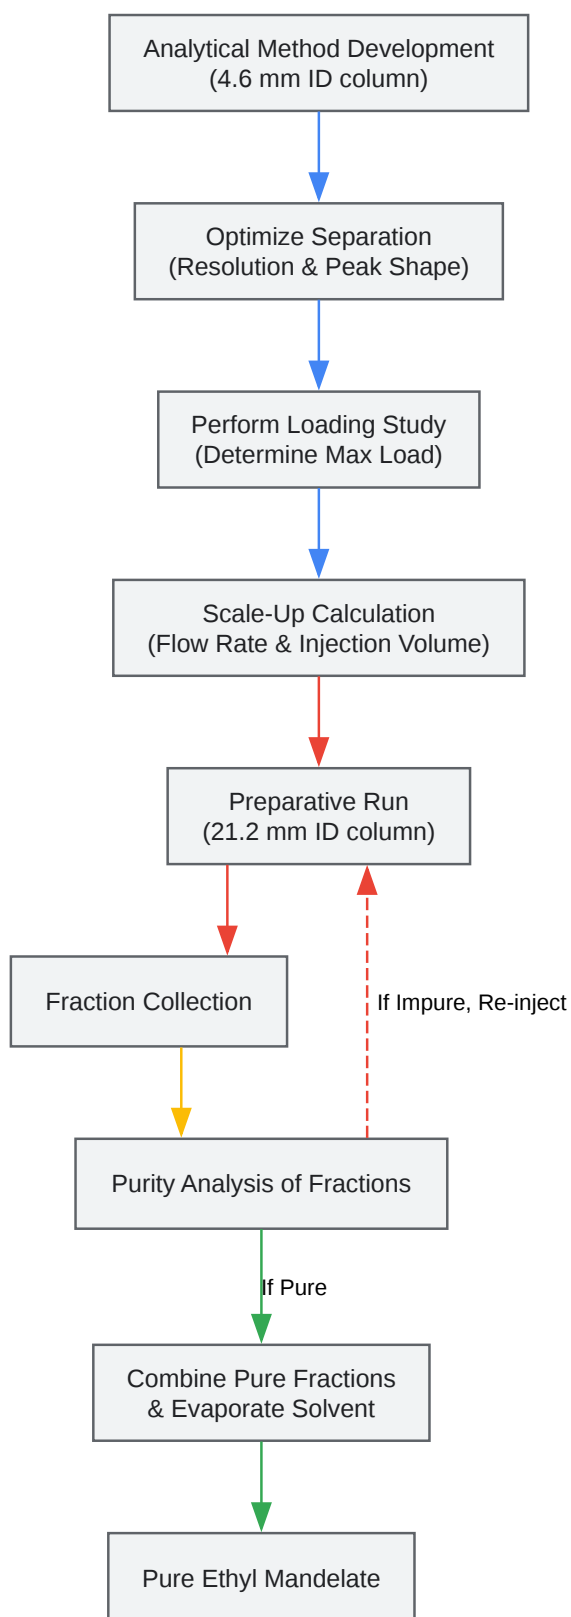 Analytical Method Development
(4.6 mm ID column)
Optimize Separation
(Resolution & Peak Shape)
Perform Loading Study
(Determine Max Load)
Scale-Up Calculation
(Flow Rate & Injection Volume)
Preparative Run
(21.2 mm ID column)
Fraction Collection
If Impure, Re-inject
Purity Analysis of Fractions
If Pure
Combine Pure Fractions
& Evaporate Solvent
Pure Ethyl Mandelate